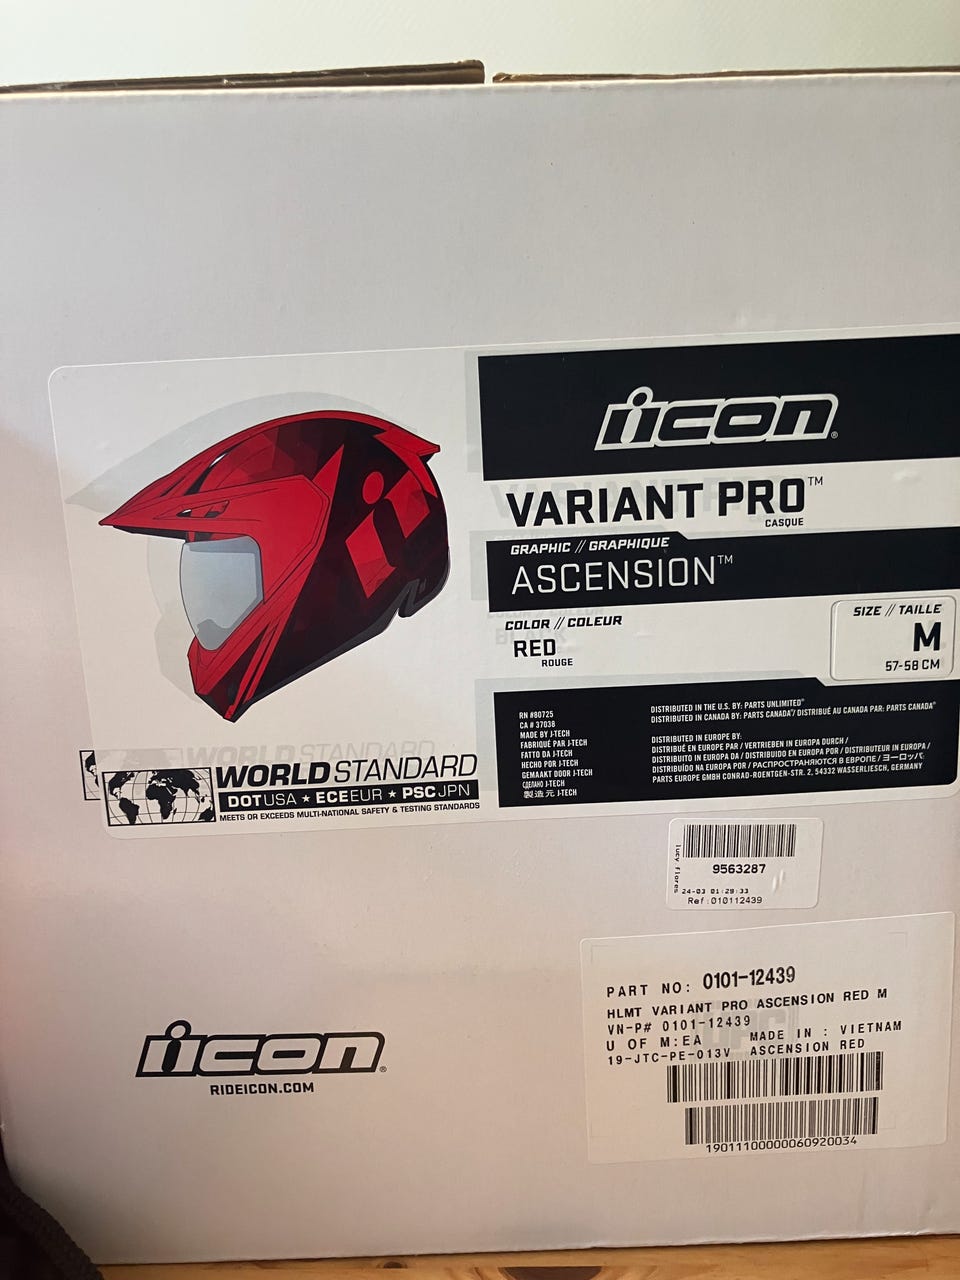 icon®
VARIANT PRO™
CASQUE
GRAPHIC // GRAPHIQUE
ASCENSION™
COLOR // COLEUR
RED
ROUGE
SIZE // TAILLE
M
57-58 CM
RN #80725
CA # 37038
MADE BY J-TECH
FABRIQUÉ PAR J-TECH
FATTO DA J-TECH
HECHO POR J-TECH
GEMAAKT DOOR J-TECH
СДЕЛАНО J-TECH
製造元 J-TECH
DISTRIBUTED IN THE U.S. BY: PARTS UNLIMITED®
DISTRIBUTED IN CANADA BY: PARTS CANADA®/ DISTRIBUÉ AU CANADA PAR: PARTS CANADA®
DISTRIBUTED IN EUROPE BY:
DISTRIBUÉ EN EUROPE PAR / VERTRIEBEN IN EUROPA DURCH /
DISTRIBUITO IN EUROPA DA / DISTRIBUIDO EN EUROPA POR / DISTRIBUTEUR IN EUROPA /
DISTRIBUÍDO NA EUROPA POR / РАСПРОСТРАНЯЮТСЯ В ЕВРОПЕ / ヨーロッパ:
PARTS EUROPE GMBH CONRAD-ROENTGEN-STR. 2, 54332 WASSERLIESCH, GERMANY
WORLD STANDARD
DOT USA ★ ECE EUR ★ PSC JPN
MEETS OR EXCEEDS MULTI-NATIONAL SAFETY & TESTING STANDARDS
lucy flores
9563287
24-03 01:29:33
Ref:010112439
PART NO: 0101-12439
HLMT VARIANT PRO ASCENSION RED M
VN-P# 0101-12439
U OF M:EA MADE IN : VIETNAM
19-JTC-PE-013V ASCENSION RED
19011100000060920034
icon®
RIDEICON.COM